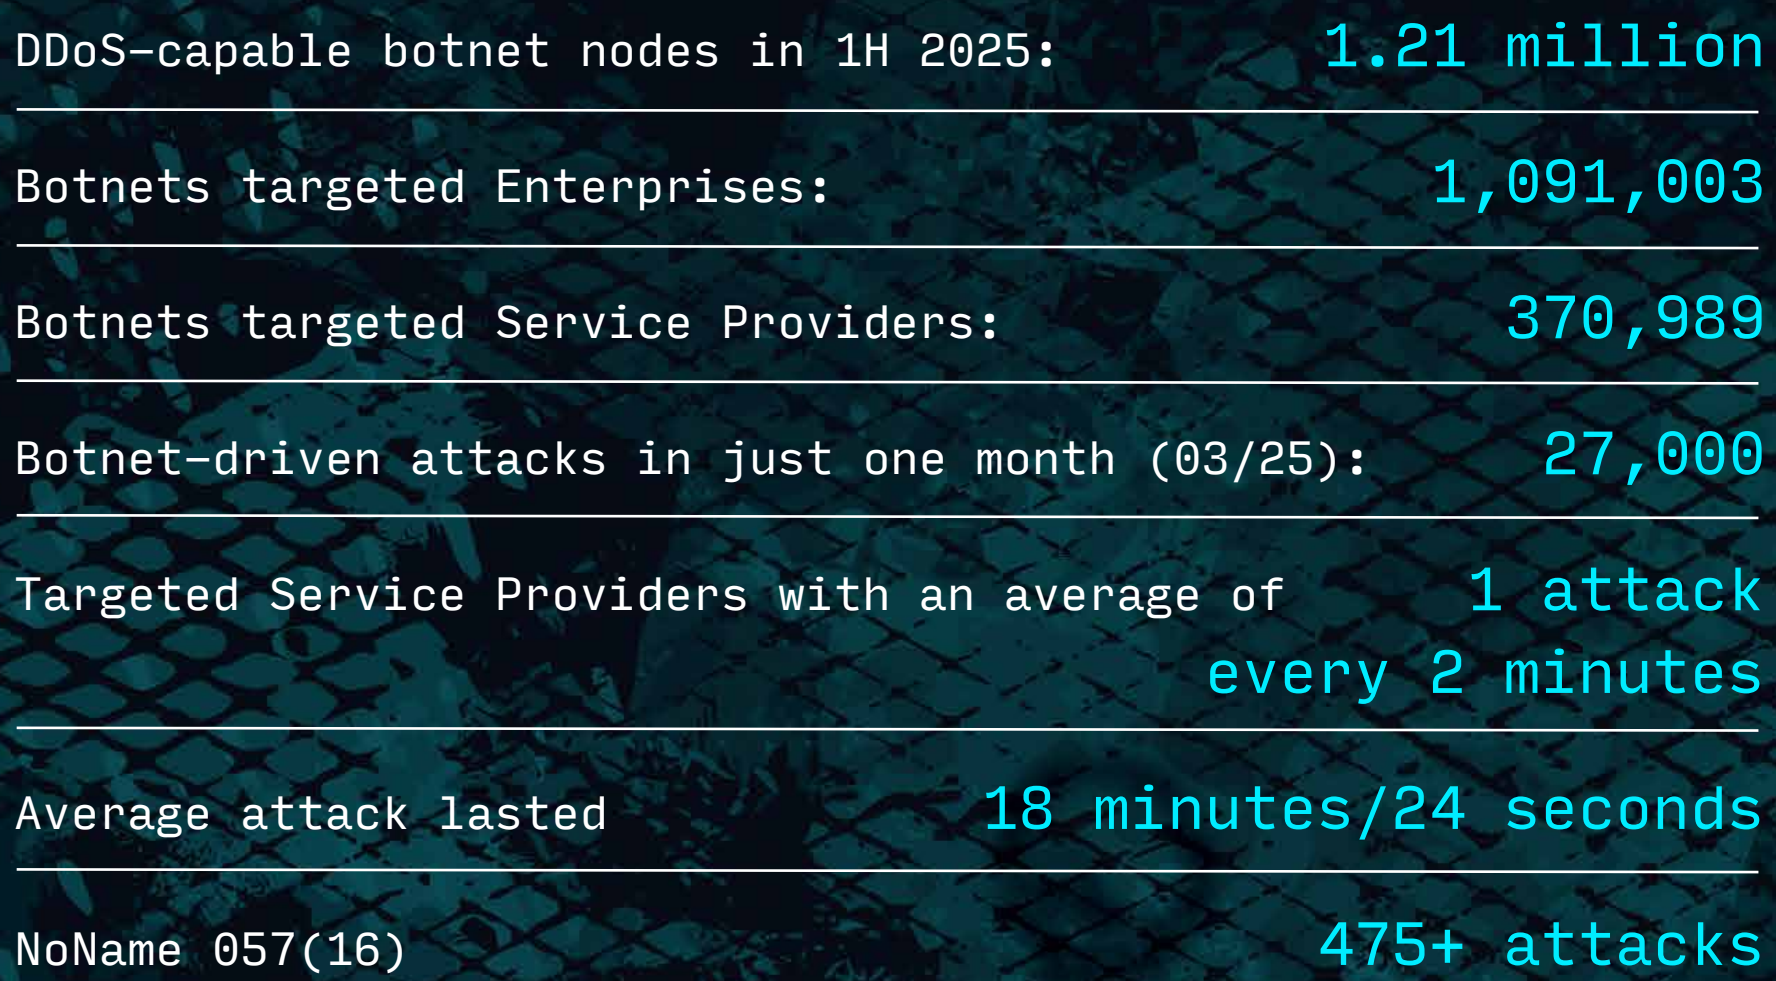 DDoS-capable botnet nodes in 1H 2025: 1.21 million
Botnets targeted Enterprises: 1,091,003
Botnets targeted Service Providers: 370,989
Botnet-driven attacks in just one month (03/25): 27,000
Targeted Service Providers with an average of 1 attack
every 2 minutes
Average attack lasted 18 minutes/24 seconds
NoName 057(16) 475+ attacks